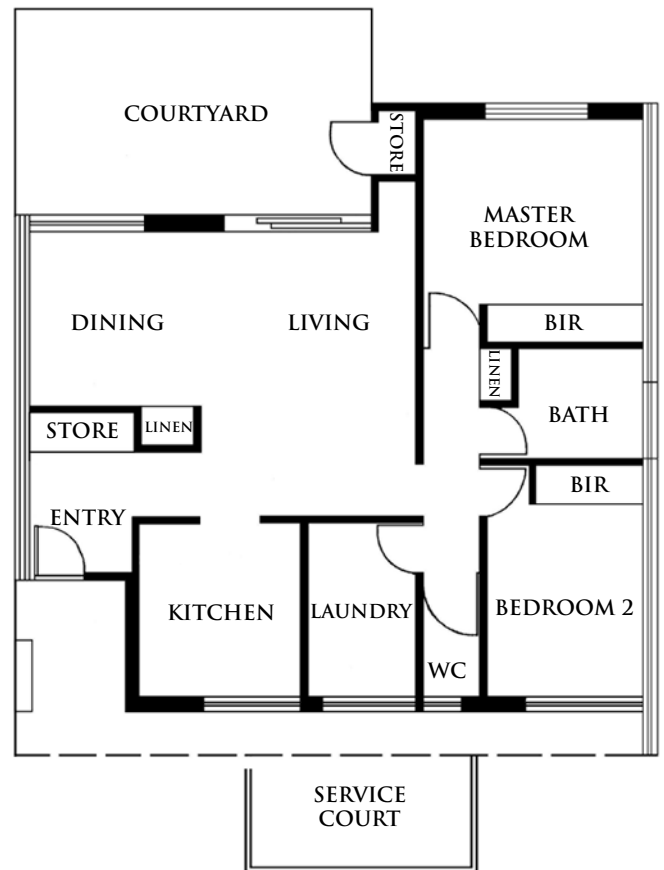 COURTYARD
STORE
MASTER
BEDROOM
DINING
LIVING
BIR
LINEN
BATH
STORE
LINEN
BIR
ENTRY
KITCHEN
LAUNDRY
BEDROOM 2
WC
SERVICE
COURT